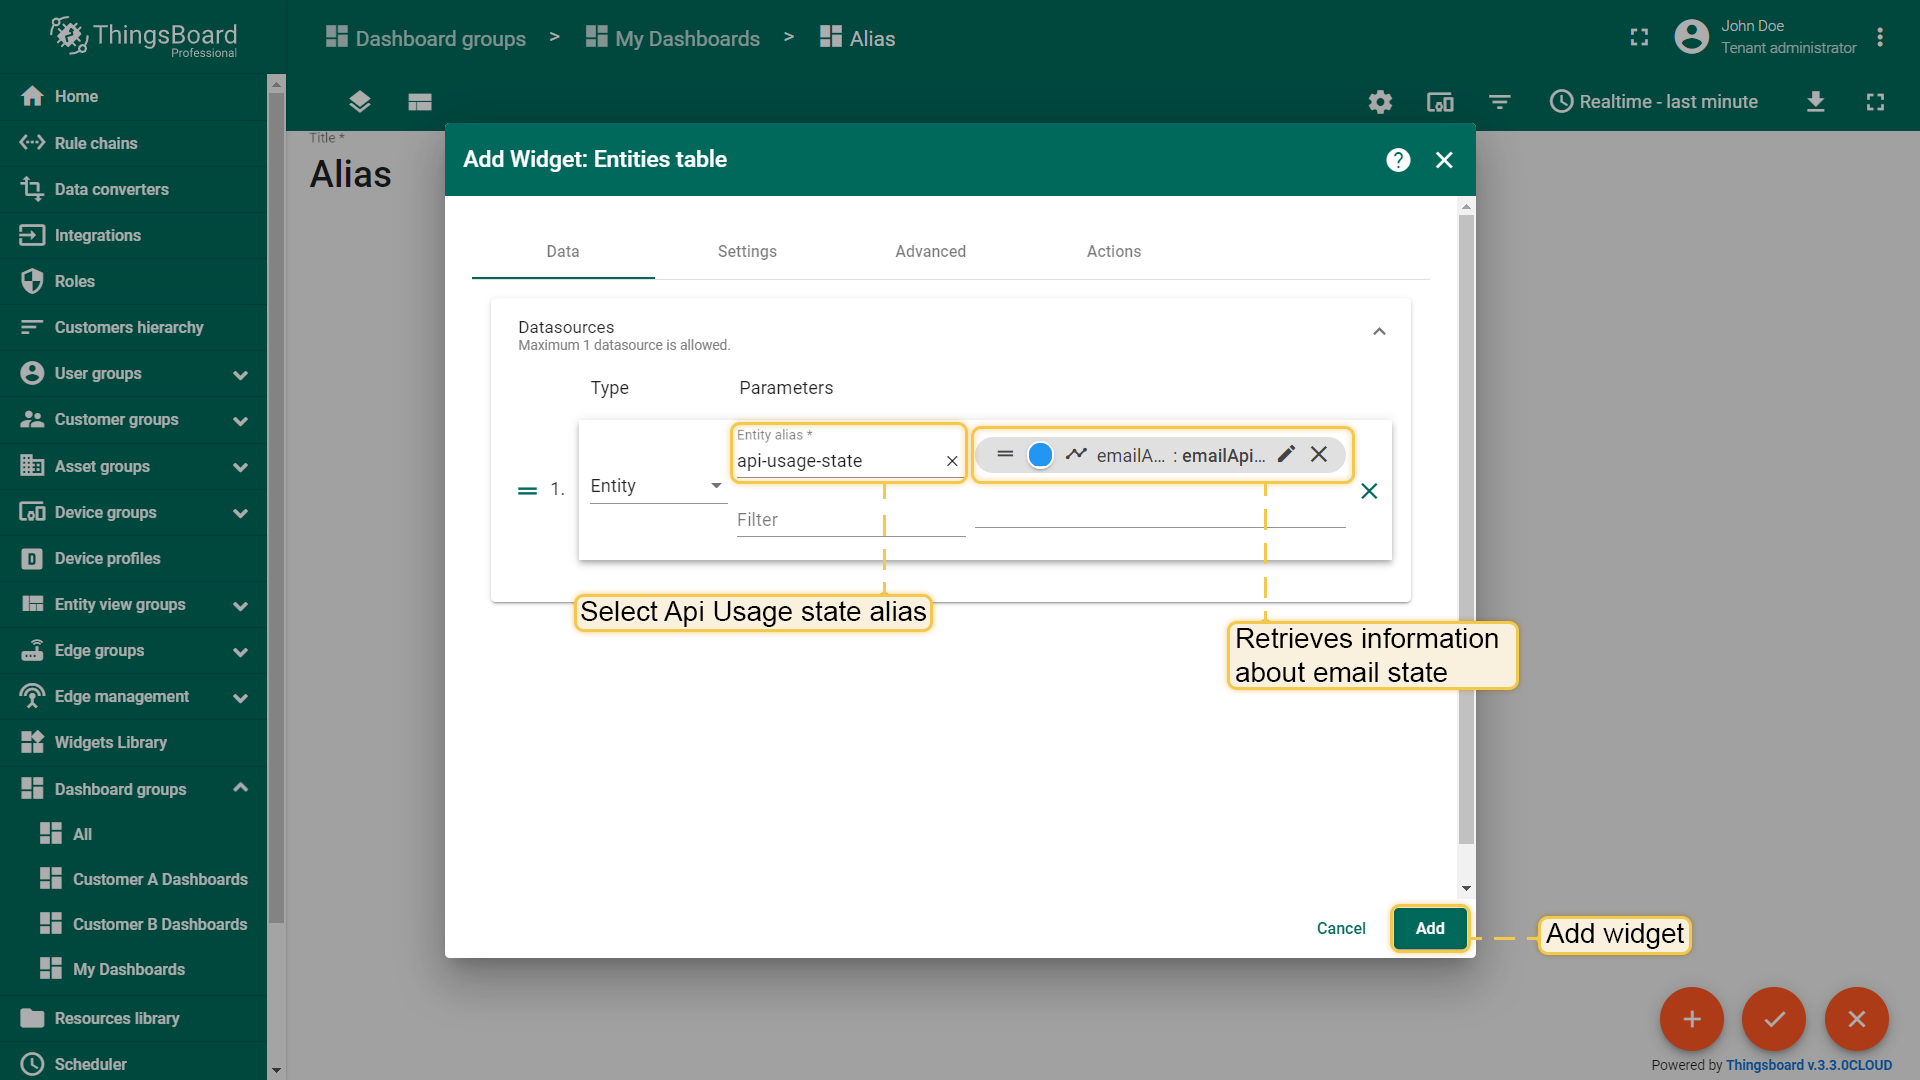 ThingsBoard
Professional
Dashboard groups > My Dashboards > Alias
John Doe
Tenant administrator
Realtime - last minute
Home
Rule chains
Data converters
Integrations
Roles
Customers hierarchy
User groups
Customer groups
Asset groups
Device groups
Device profiles
Entity view groups
Edge groups
Edge management
Widgets Library
Dashboard groups
All
Customer A Dashboards
Customer B Dashboards
My Dashboards
Resources library
Scheduler
Title *
Alias
Add Widget: Entities table
Data Settings Advanced Actions
Datasources
Maximum 1 datasource is allowed.
Type Parameters
1. Entity
Entity alias *
api-usage-state
emailA... : emailApi...
Filter
Select Api Usage state alias
Retrieves information
about email state
Cancel Add
Add widget
Powered by Thingsboard v.3.3.0CLOUD